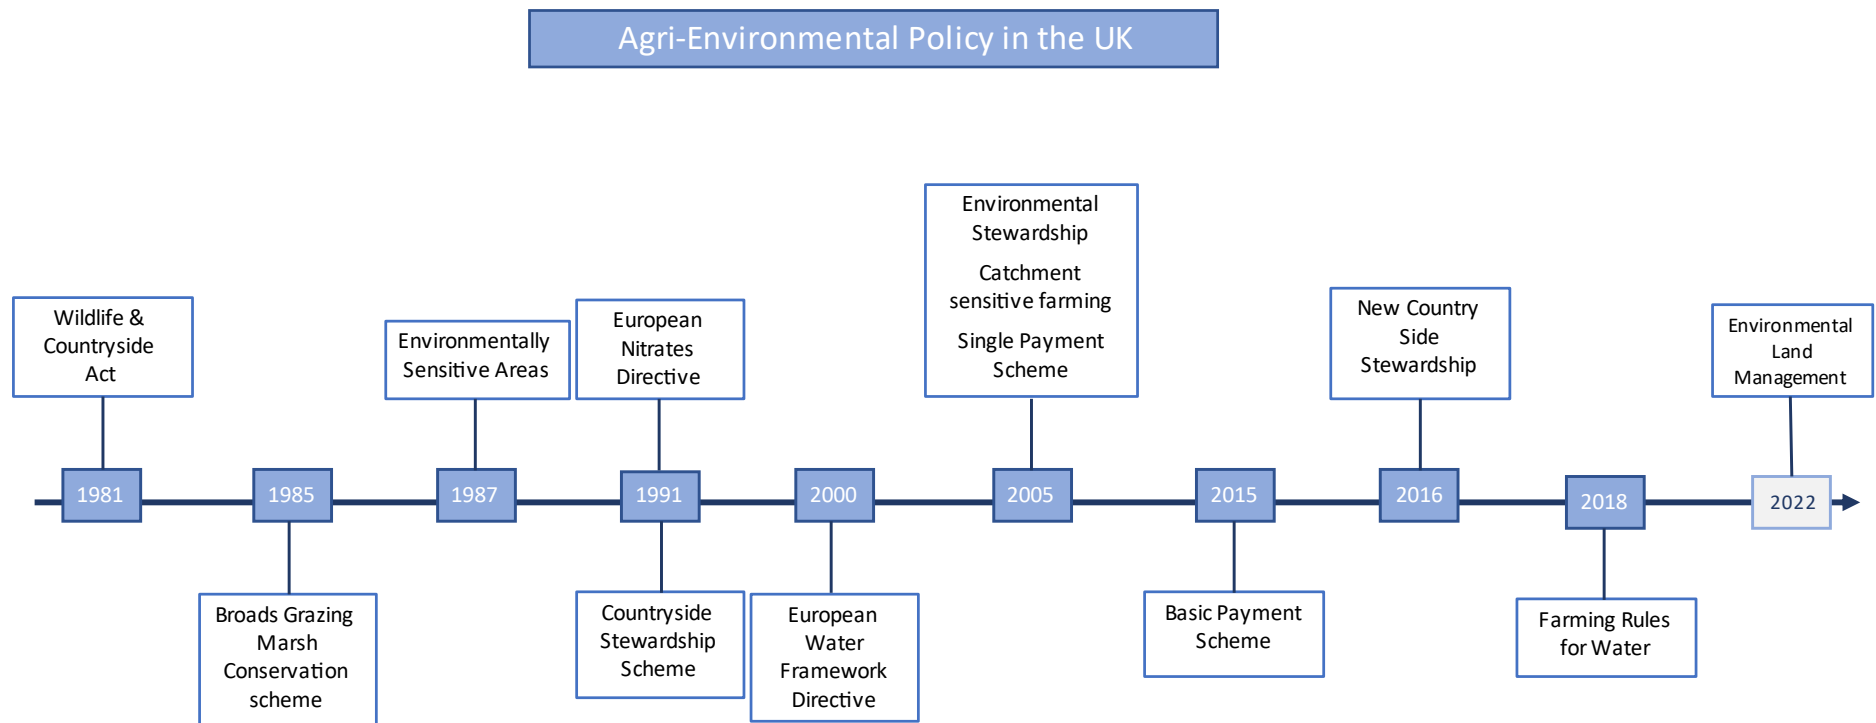 Agri-Environmental Policy in the UK
Environmental
Stewardship
Catchment
sensitive farming
Single Payment
Scheme
Wildlife &
Countryside
Act
Environmentally
Sensitive Areas
European
Nitrates
Directive
New Country
Side
Stewardship
Environmental
Land
Management
1981
1985
1987
1991
2000
2005
2015
2016
2018
2022
Broads Grazing
Marsh
Conservation
scheme
Countryside
Stewardship
Scheme
European
Water
Framework
Directive
Basic Payment
Scheme
Farming Rules
for Water